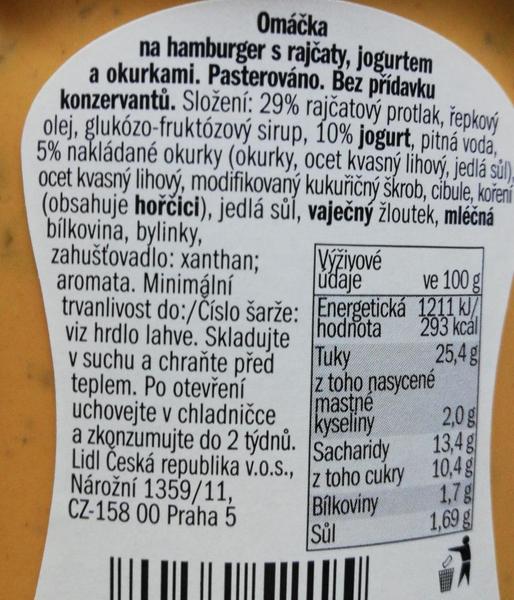 Omáčka
na hamburger s rajčaty, jogurtem
a okurkami. Pasterováno. Bez přídavku
konzervantů. Složení: 29% rajčatový protlak, řepkový
olej, glukózo-fruktózový sirup, 10% jogurt, pitná voda,
5% nakládané okurky (okurky, ocet kvasný lihový, jedlá sůl),
ocet kvasný lihový, modifikovaný kukuřičný škrob, cibule, koření
(obsahuje hořčici), jedlá sůl, vaječný žloutek, mléčná
bílkovina, bylinky,
zahušťovadlo: xanthan;
aromata. Minimální
trvanlivost do:/Číslo šarže:
viz hrdlo lahve. Skladujte
v suchu a chraňte před
teplem. Po otevření
uchovejte v chladničce
a zkonzumujte do 2 týdnů.
Lidl Česká republika v.o.s.,
Nárožní 1359/11,
CZ-158 00 Praha 5
Výživové
údaje ve 100 g
Energetická 1211 kJ/
hodnota 293 kcal
Tuky 25,4 g
z toho nasycené
mastné
kyseliny 2,0 g
Sacharidy 13,4 g
z toho cukry 10,4 g
Bílkoviny 1,7 g
Sůl 1,69 g